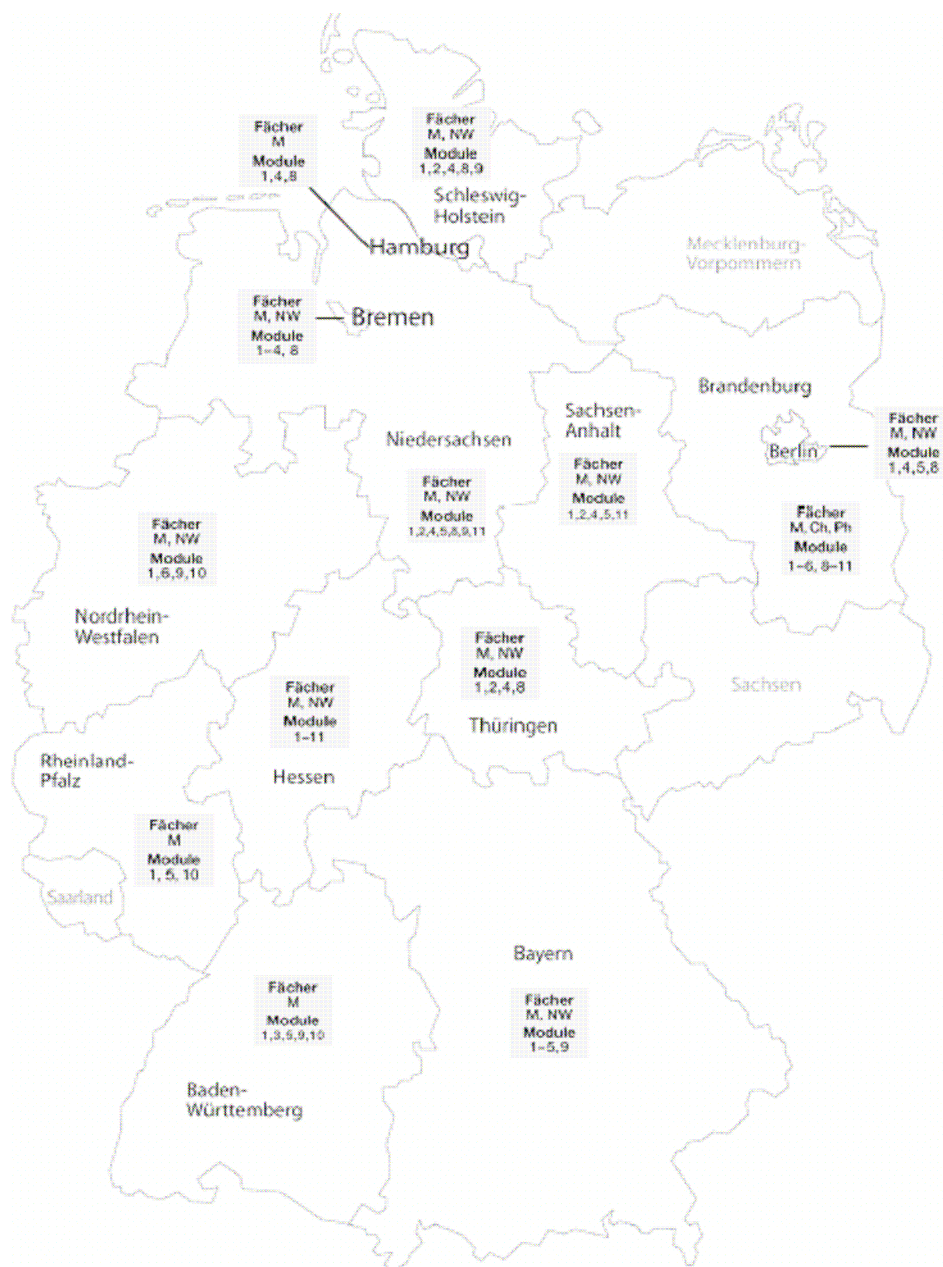 Fächer
M
Module
1,4,8
Fächer
M, NW
Module
1,2,4,8,9
Schleswig-
Holstein
Hamburg
Mecklenburg-
Vorpommern
Fächer
M, NW
Module
1–4, 8
Bremen
Brandenburg
Sachsen-
Anhalt
Fächer
M, NW
Module
1,2,4,5,11
Niedersachsen
Fächer
M, NW
Module
1,2,4,5,8,9,11
Berlin
Fächer
M, NW
Module
1,4,5,8
Fächer
M, Ch, Ph
Module
1–6, 8–11
Fächer
M, NW
Module
1,6,9,10
Nordrhein-
Westfalen
Fächer
M, NW
Module
1,2,4,8
Thüringen
Sachsen
Fächer
M, NW
Module
1–11
Hessen
Rheinland-
Pfalz
Fächer
M
Module
1, 5, 10
Saarland
Bayern
Fächer
M, NW
Module
1–5,9
Fächer
M
Module
1,3,5,9,10
Baden-
Württemberg